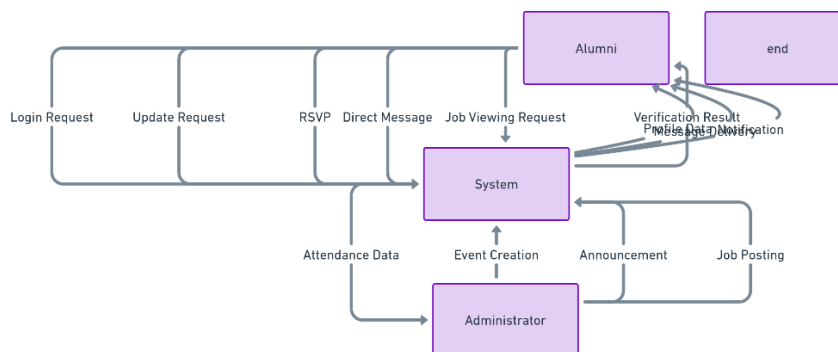 Alumni
end
Login Request
Update Request
RSVP
Direct Message
Job Viewing Request
Verification Result
Profile Data
Notification
Message Delivery
System
Attendance Data
Event Creation
Announcement
Job Posting
Administrator